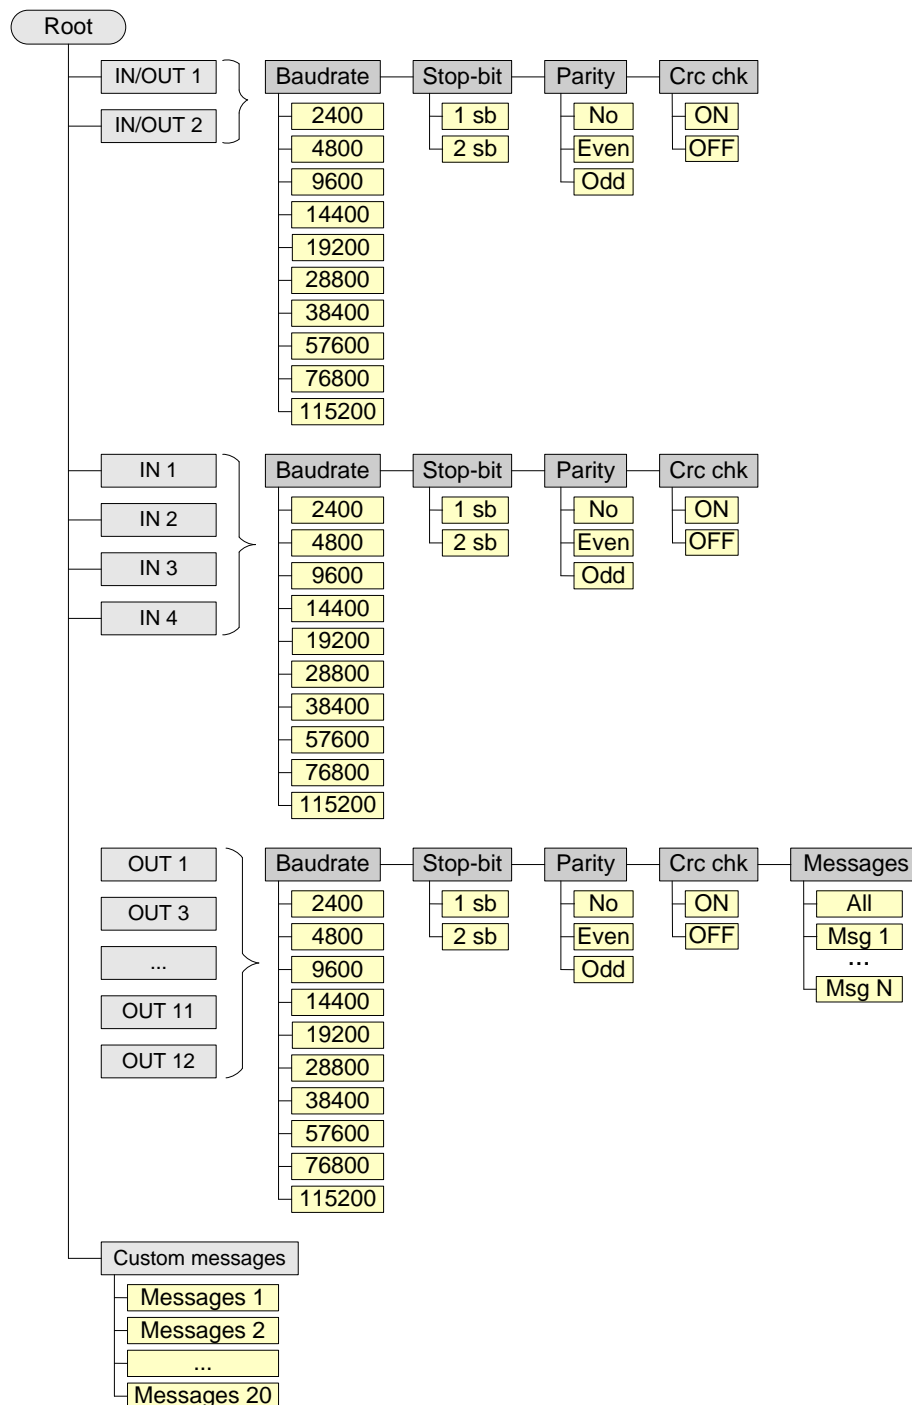 Root
IN/OUT 1
IN/OUT 2
Baudrate Stop-bit Parity Crc chk
2400 1 sb No ON
4800 2 sb Even OFF
9600 Odd
14400
19200
28800
38400
57600
76800
115200
IN 1
IN 2
IN 3
IN 4
Baudrate Stop-bit Parity Crc chk
2400 1 sb No ON
4800 2 sb Even OFF
9600 Odd
14400
19200
28800
38400
57600
76800
115200
OUT 1
OUT 3
...
OUT 11
OUT 12
Baudrate Stop-bit Parity Crc chk Messages
2400 1 sb No ON All
4800 2 sb Even OFF Msg 1
9600 Odd ...
14400 Msg N
19200
28800
38400
57600
76800
115200
Custom messages
Messages 1
Messages 2
...
Messages 20